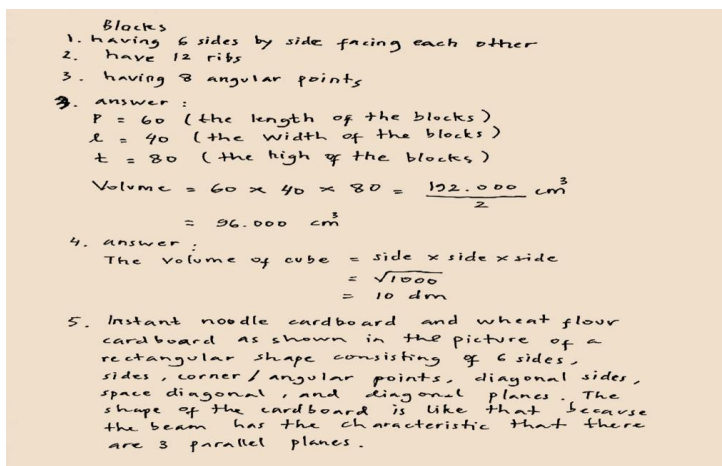 Blocks
1. having 6 sides by side facing each other
2. have 12 ribs
3. having 8 angular points
3. answer :
P = 60 (the length of the blocks)
l = 40 (the width of the blocks)
t = 80 (the high of the blocks)
Volume = 60 x 40 x 80 = 192.000 cm³
2
= 96.000 cm³
4. answer :
The volume of cube = side x side x side
= √1000
= 10 dm
5. Instant noodle cardboard and wheat flour
cardboard as shown in the picture of a
rectangular shape consisting of 6 sides,
sides, corner / angular points, diagonal sides,
space diagonal, and diagonal planes. The
shape of the cardboard is like that because
the beam has the characteristic that there
are 3 parallel planes.